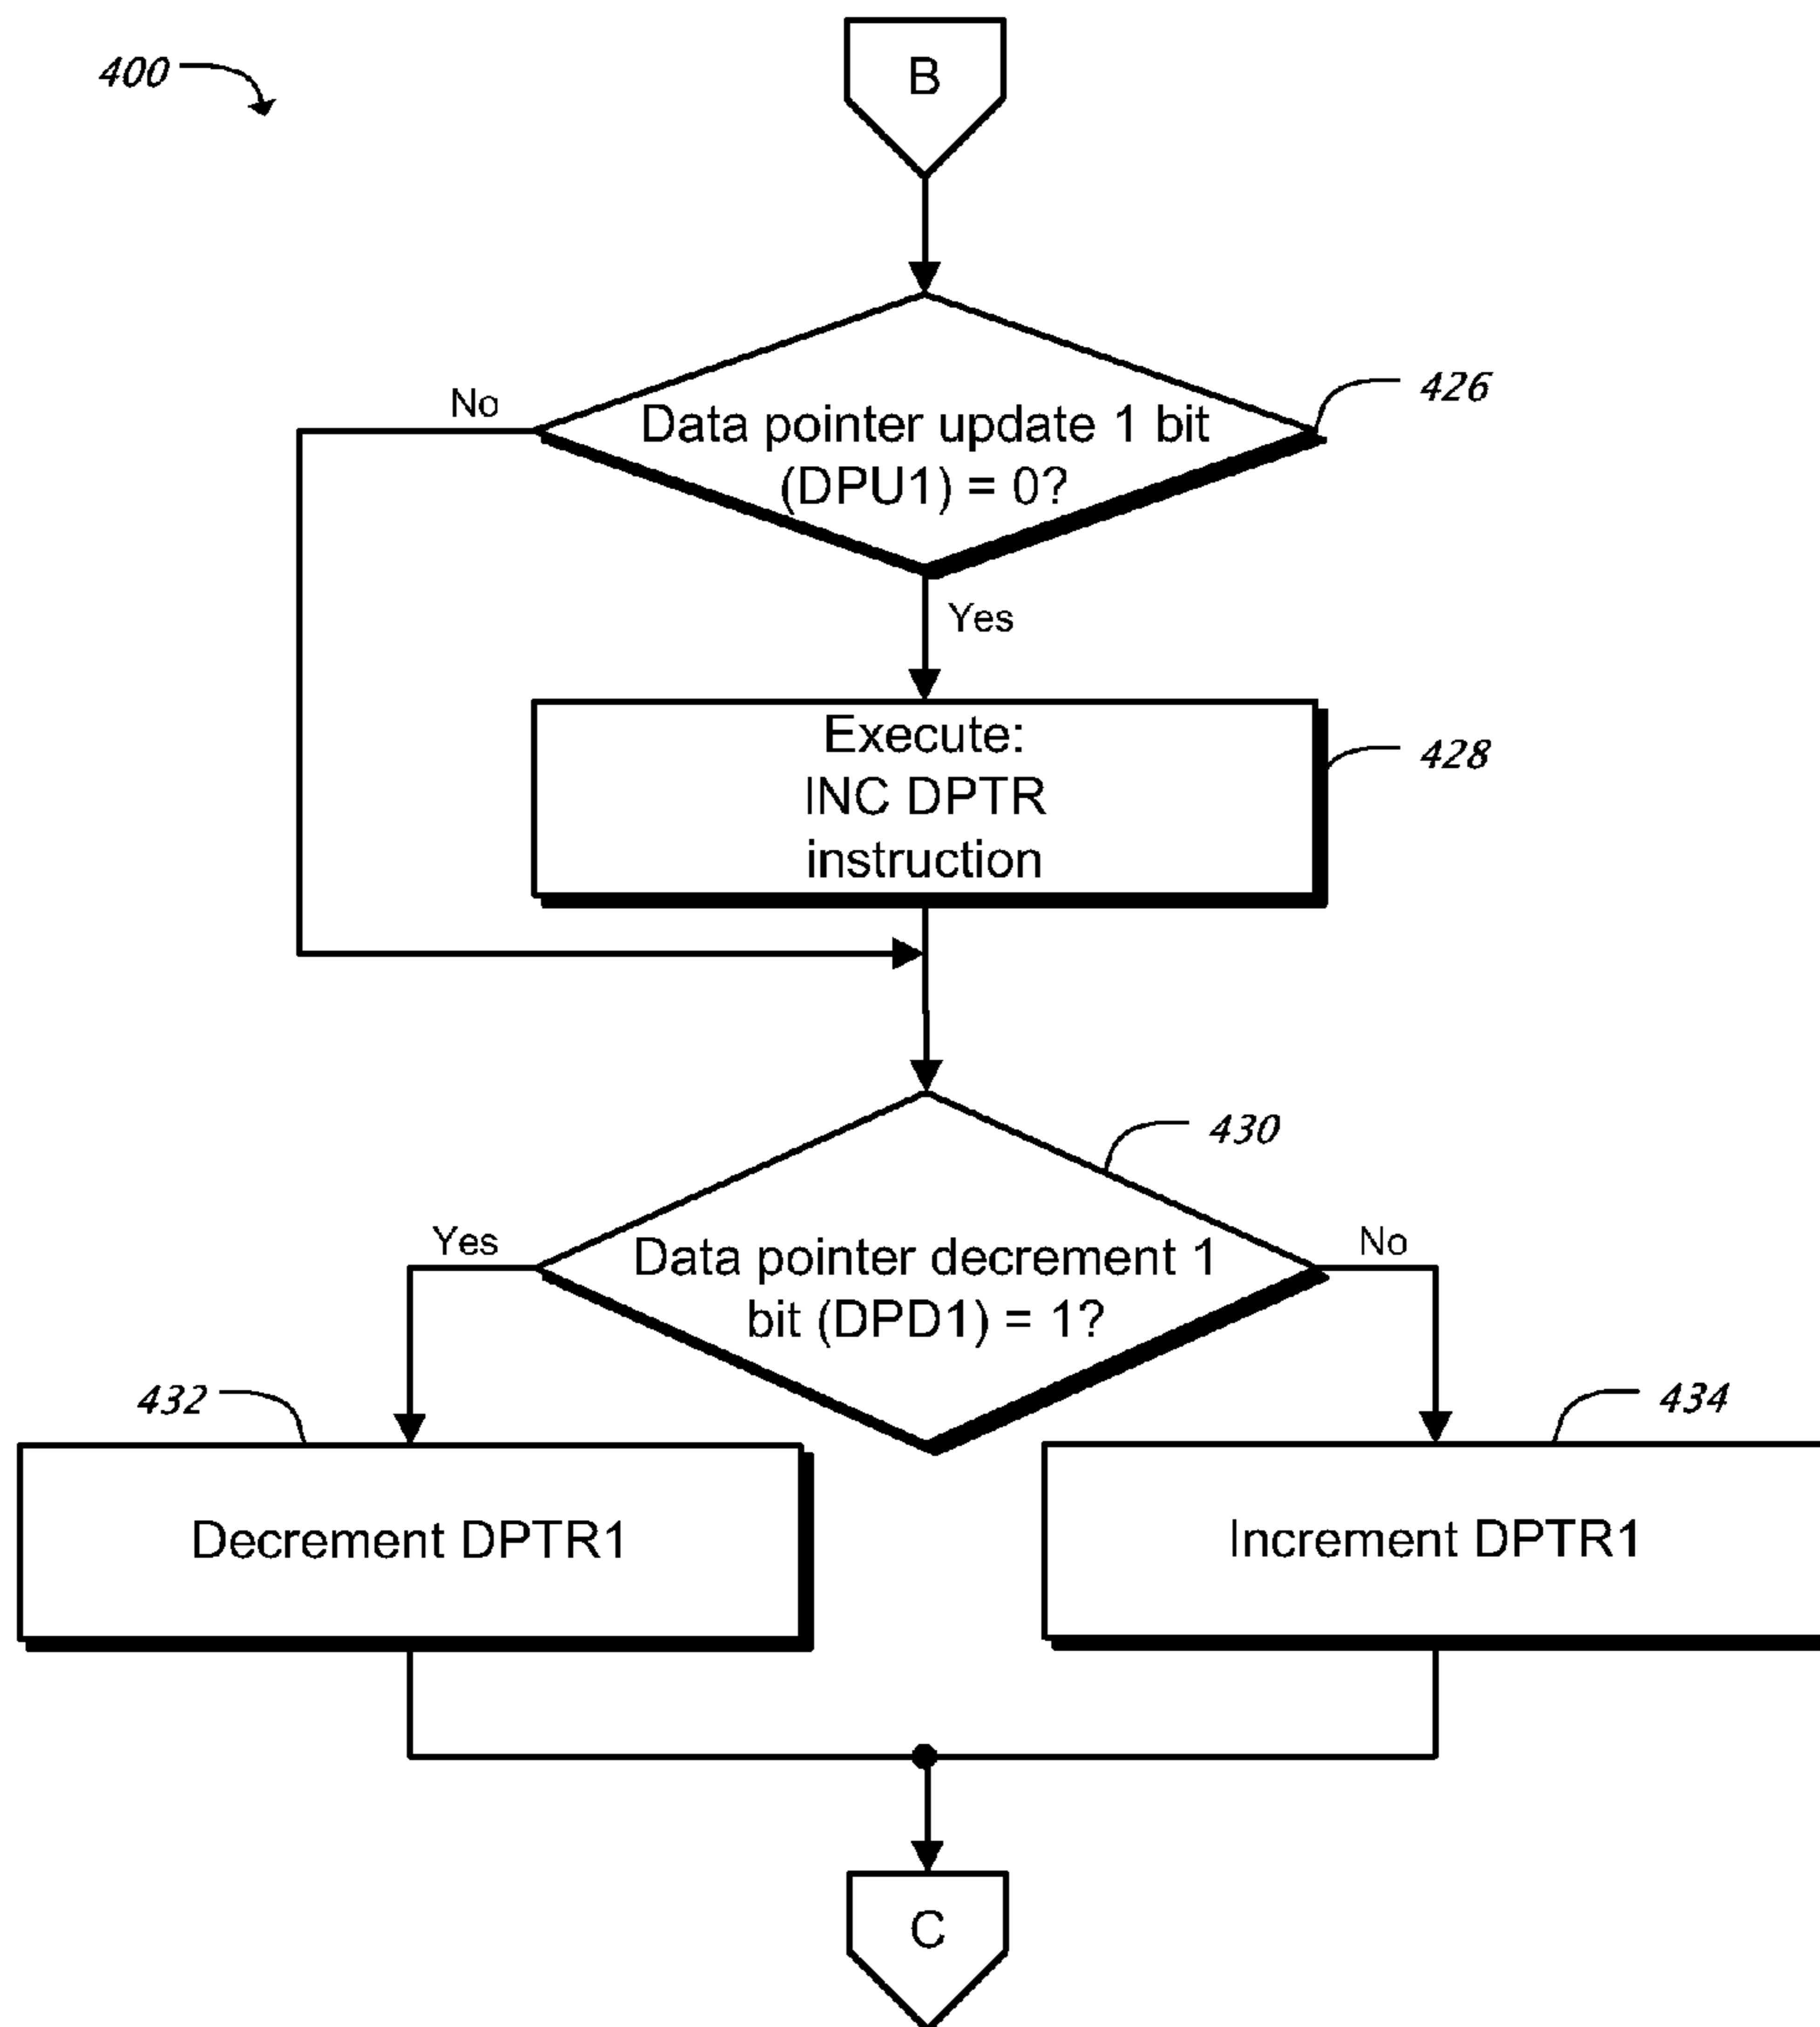 400
B
No
426
Data pointer update 1 bit
(DPU1) = 0?
Yes
Execute:
INC DPTR
instruction
428
430
Yes
No
Data pointer decrement 1
bit (DPD1) = 1?
432
434
Decrement DPTR1
Increment DPTR1
C